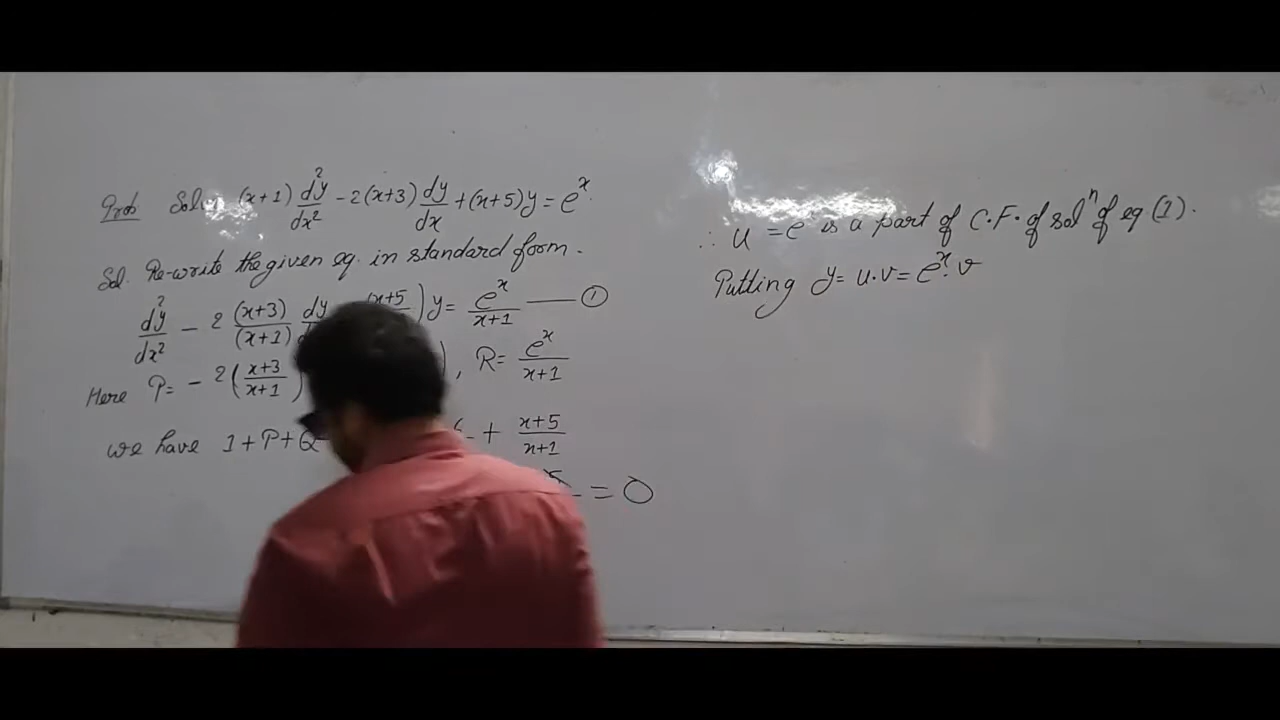 Prob Solve (x+1) d²y/dx² - 2(x+3) dy/dx + (x+5)y = e^x.
Sol. Re-write the given eq. in standard form.
d²y/dx² - 2 (x+3)/(x+1) dy (x+5 ) y = e^x/(x+1) —— ①
Here P = - 2 ( x+3/x+1 ) ), R = e^x/x+1
we have 1+P+Q + x+5/x+1
= 0
∴ u = e is a part of C.F. of solⁿ of eq (1).
Putting y = u.v = e^x. v